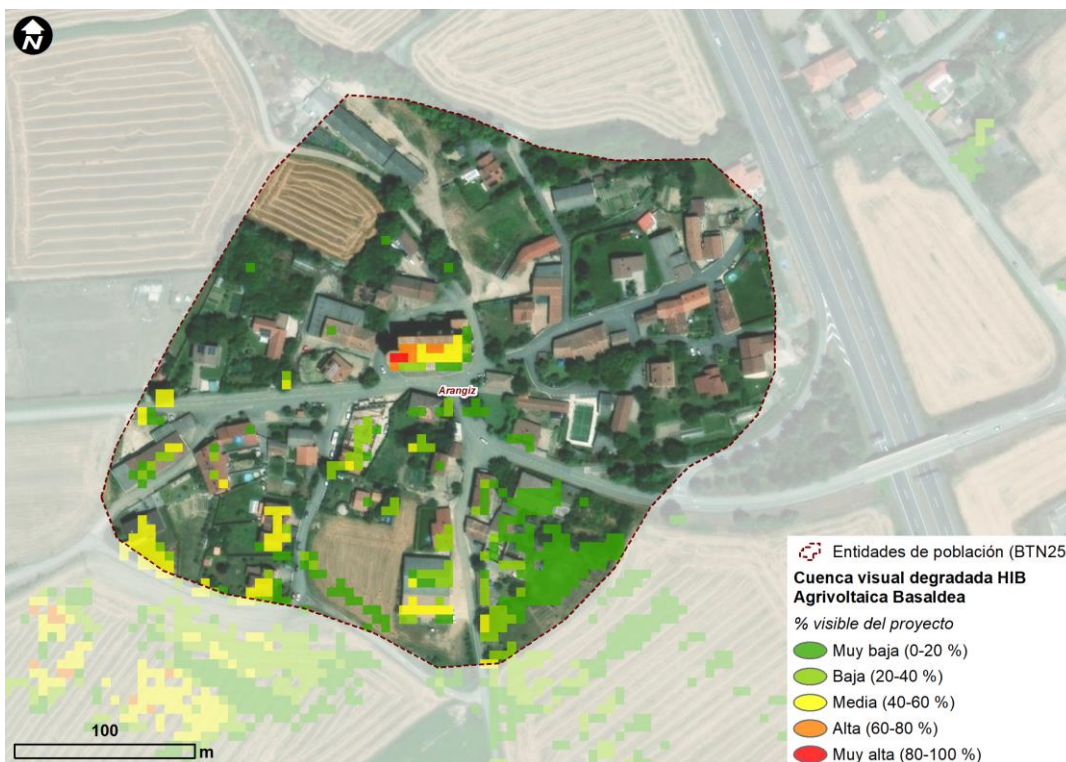 N
Arangiz
Entidades de población (BTN25
Cuenca visual degradada HIB
Agrivoltaica Basaldea
% visible del proyecto
Muy baja (0-20 %)
Baja (20-40 %)
Media (40-60 %)
Alta (60-80 %)
Muy alta (80-100 %)
100
m